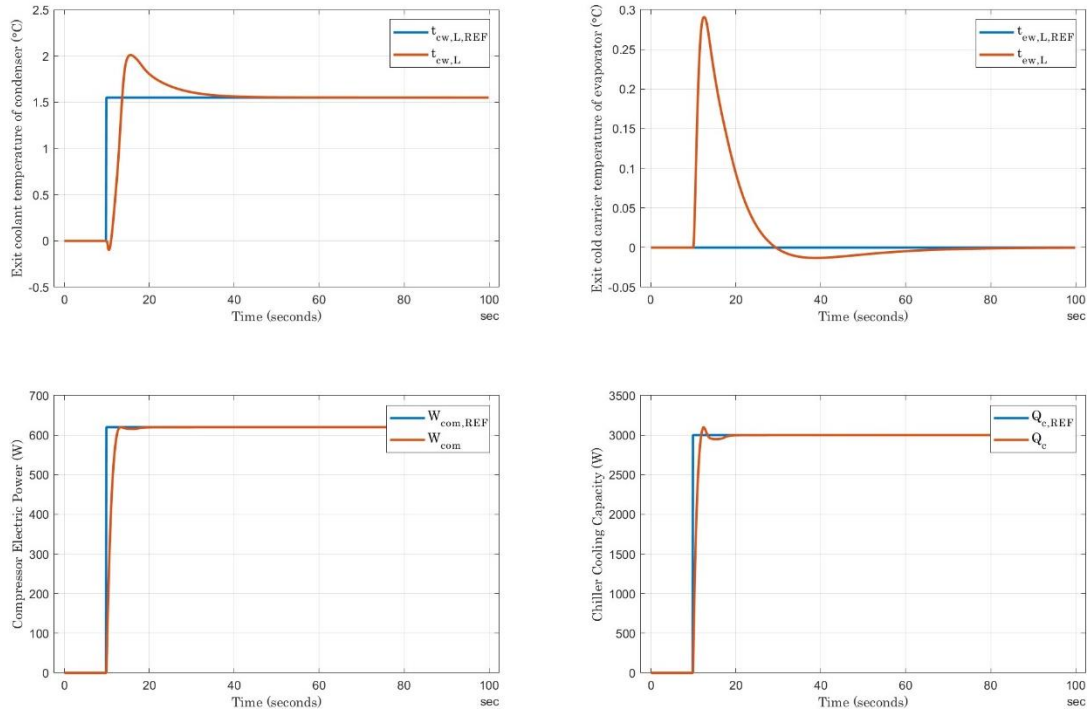 Exit coolant temperature of condenser (°C)
2.5
2
1.5
1
0.5
0
-0.5
t_cw,L,REF
t_cw,L
0 20 40 60 80 100
Time (seconds)
sec
Exit cold carrier temperature of evaporator (°C)
0.3
0.25
0.2
0.15
0.1
0.05
0
-0.05
t_ew,L,REF
t_ew,L
0 20 40 60 80 100
Time (seconds)
sec
Compressor Electric Power (W)
700
600
500
400
300
200
100
0
W_com,REF
W_com
0 20 40 60 80 100
Time (seconds)
sec
Chiller Cooling Capacity (W)
3500
3000
2500
2000
1500
1000
500
0
Q_c,REF
Q_c
0 20 40 60 80 100
Time (seconds)
sec